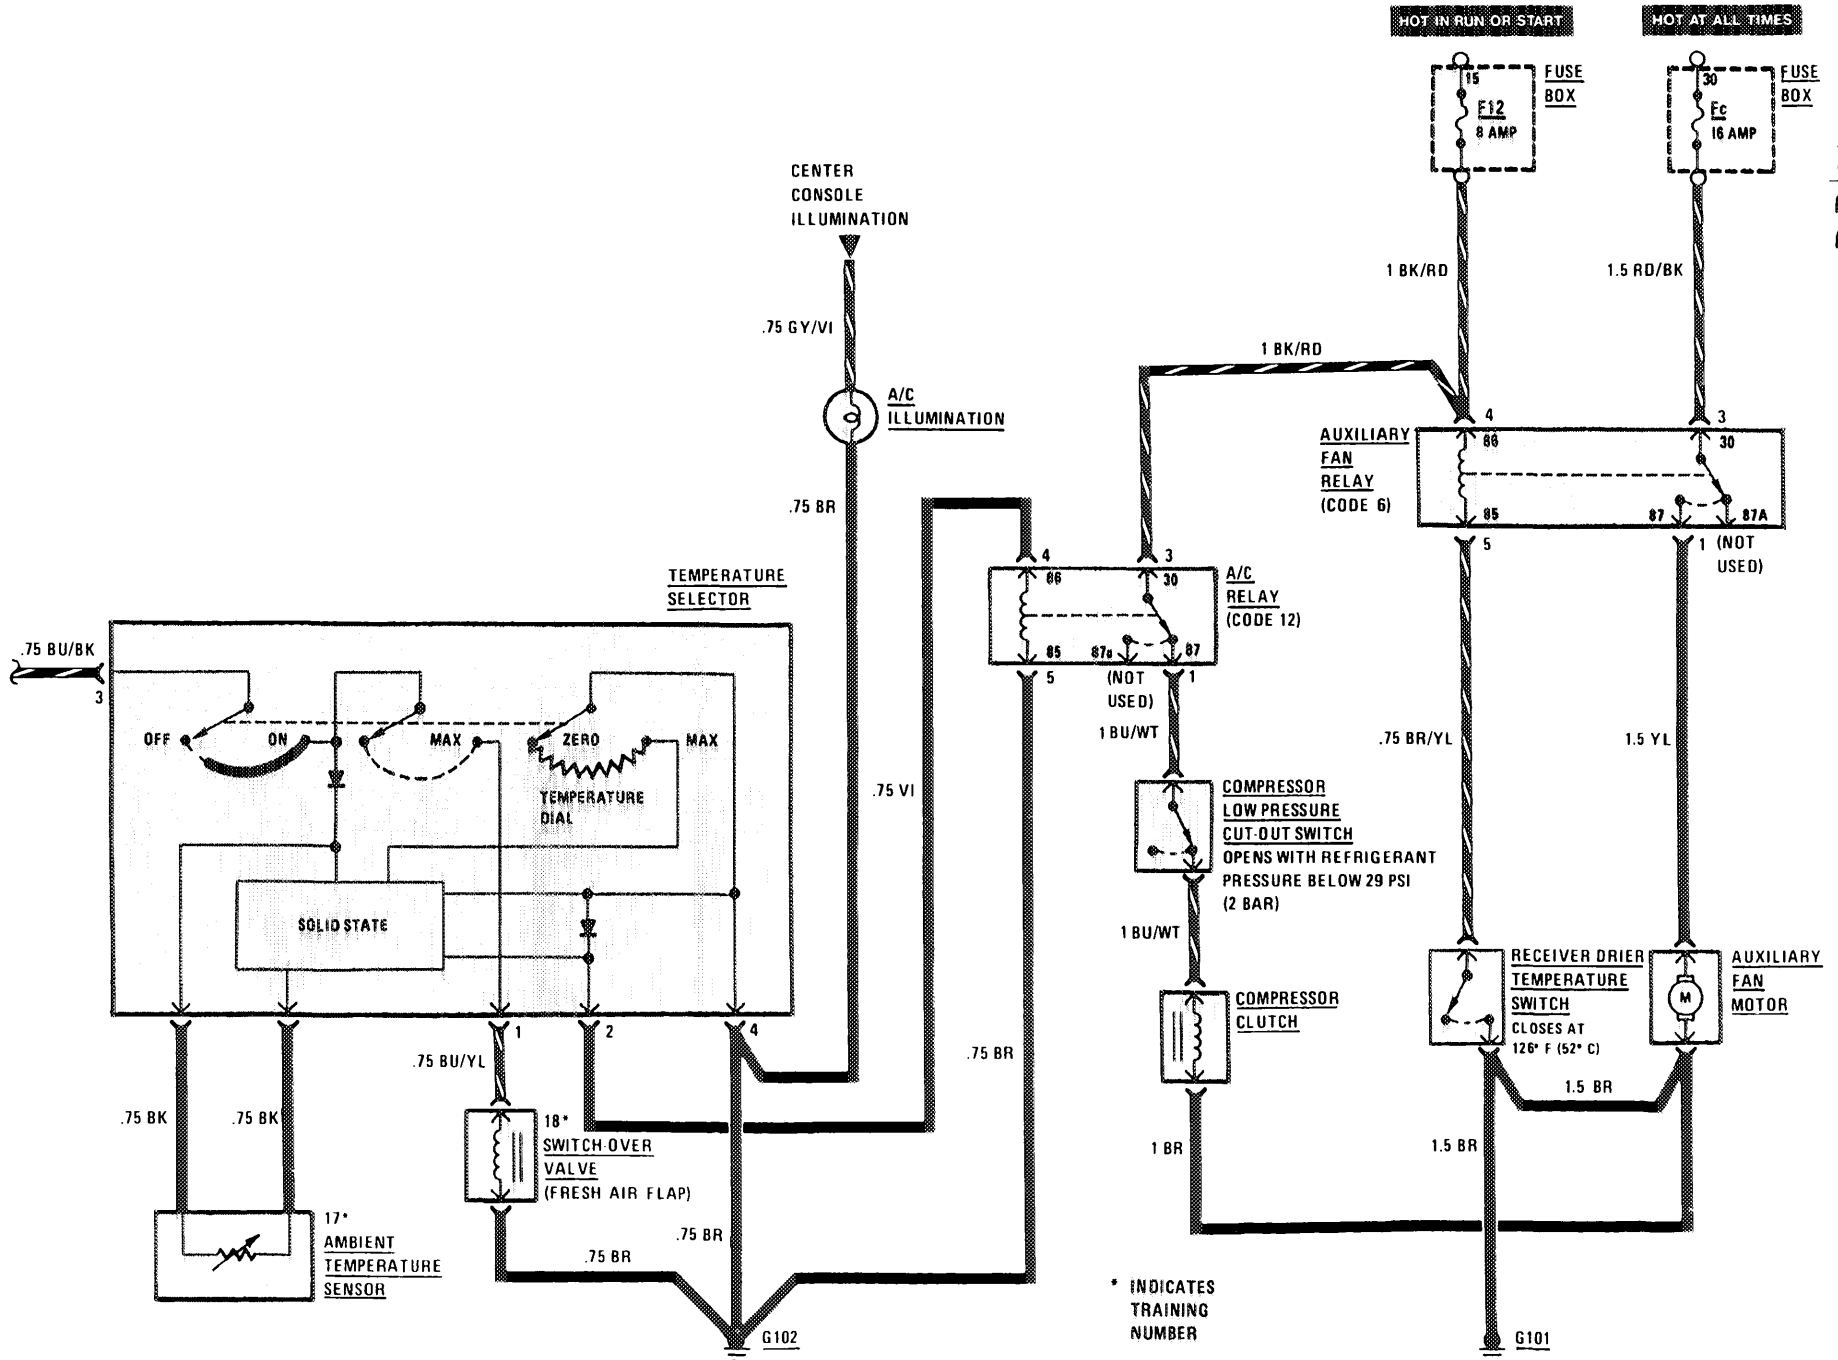 HOT IN RUN OR START
HOT AT ALL TIMES
15
F12
8 AMP
FUSE
BOX
30
Fc
16 AMP
FUSE
BOX
CENTER
CONSOLE
ILLUMINATION
1 BK/RD
1.5 RD/BK
.75 GY/VI
1 BK/RD
A/C
ILLUMINATION
4
3
AUXILIARY
FAN
RELAY
(CODE 6)
86
30
85
87
87A
5
1
(NOT
USED)
.75 BR
4
3
86
30
A/C
RELAY
(CODE 12)
85
87a
87
5
(NOT
USED)
1
TEMPERATURE
SELECTOR
.75 BU/BK
3
OFF
ON
MAX
ZERO
MAX
TEMPERATURE
DIAL
SOLID STATE
1 BU/WT
.75 BR/YL
1.5 YL
.75 VI
COMPRESSOR
LOW PRESSURE
CUT-OUT SWITCH
OPENS WITH REFRIGERANT
PRESSURE BELOW 29 PSI
(2 BAR)
1 BU/WT
RECEIVER DRIER
TEMPERATURE
SWITCH
CLOSES AT
126° F (52° C)
M
AUXILIARY
FAN
MOTOR
COMPRESSOR
CLUTCH
1
2
4
.75 BU/YL
.75 BR
1.5 BR
.75 BK
.75 BK
18*
SWITCH-OVER
VALVE
(FRESH AIR FLAP)
1 BR
1.5 BR
17*
AMBIENT
TEMPERATURE
SENSOR
.75 BR
.75 BR
* INDICATES
TRAINING
NUMBER
G102
G101